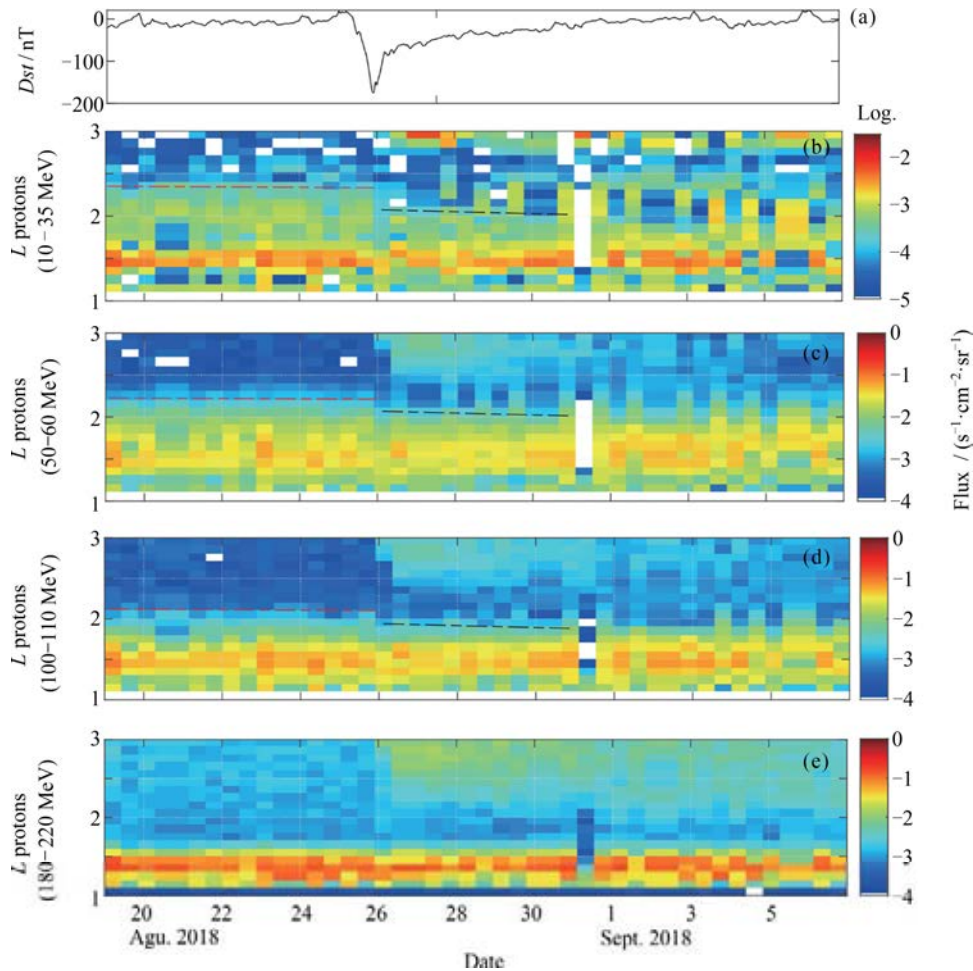 (a)
Dst / nT
0
−100
−200
Log.
(b)
L protons
(10−35 MeV)
3
2
1
−2
−3
−4
−5
(c)
L protons
(50−60 MeV)
3
2
1
0
−1
−2
−3
−4
Flux / (s⁻¹·cm⁻²·sr⁻¹)
(d)
L protons
(100−110 MeV)
3
2
1
0
−1
−2
−3
−4
(e)
L protons
(180−220 MeV)
3
2
1
0
−1
−2
−3
−4
20 22 24 26 28 30 1 3 5
Agu. 2018 Sept. 2018
Date